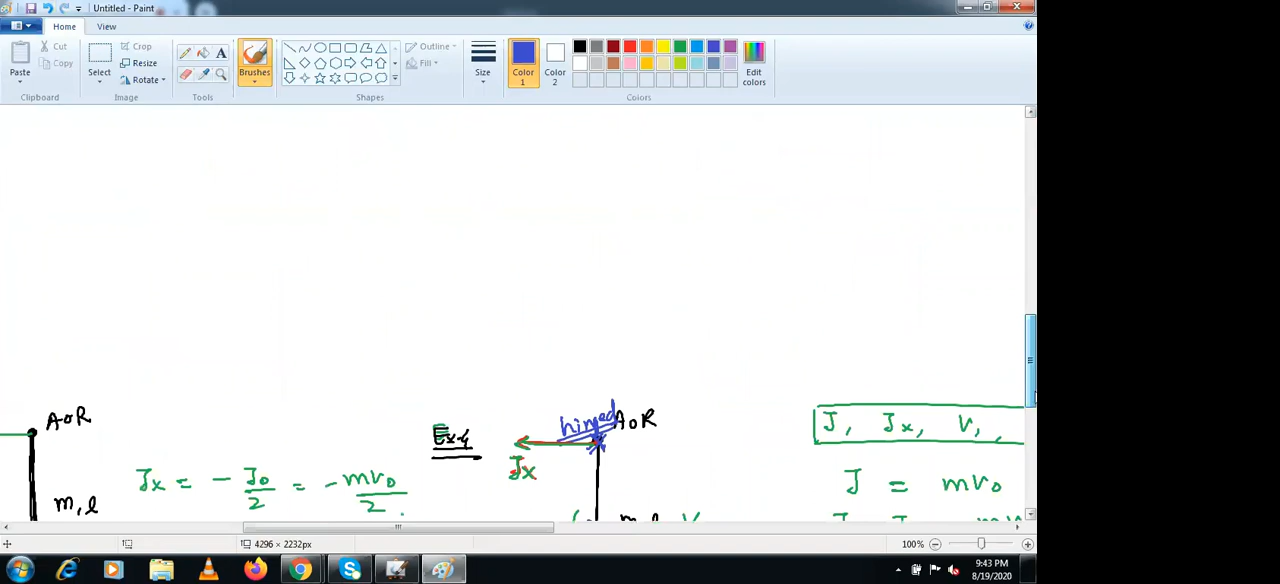 Untitled - Paint
Home View
Paste
Cut
Copy
Clipboard
Select
Crop
Resize
Rotate
Image
A
Tools
Brushes
Outline
Fill
Shapes
Size
Color 1
Color 2
Edit colors
Colors
AOR
m, l
Jx = - J0/2 = - mv0/2 .
Ex-4
hinged
AOR
Jx
J, Jx, V, ,
J = mv0
4296 × 2232px
100%
9:43 PM
8/19/2020